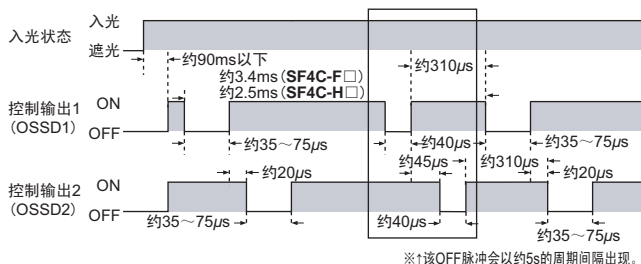 入光状态 入光
遮光
约90ms以下
约3.4ms(SF4C-F□)
约2.5ms(SF4C-H□)
约310μs
控制输出1 ON
(OSSD1) OFF
约35～75μs
约40μs
约35～75μs
约20μs
约45μs
约310μs
约20μs
控制输出2 ON
(OSSD2) OFF
约35～75μs
约40μs
约35～75μs
※↑该OFF脉冲会以约5s的周期间隔出现。